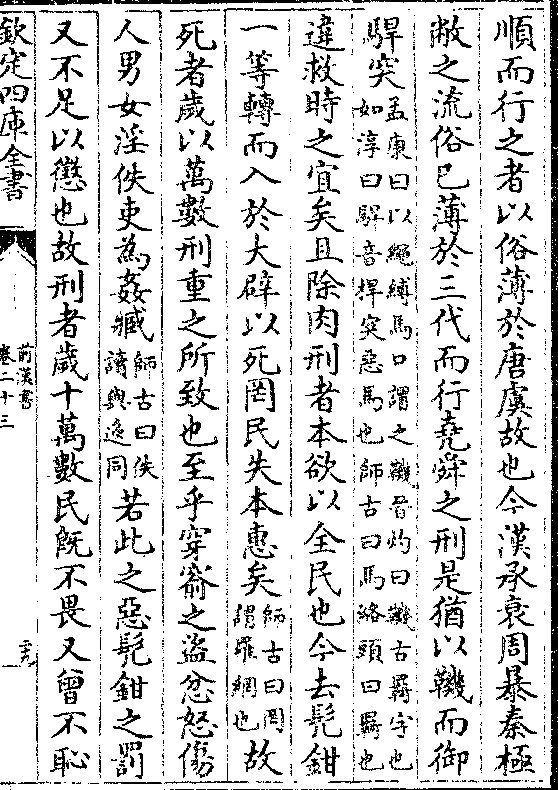 順而行之者以俗薄於唐虞故也今漢承衰周暴秦極
敝之流俗已薄於三代而行堯舜之刑是猶以鞿而御
駻突孟康曰以繩縛馬口謂之鞿晉灼曰鞿古羈字也如淳曰駻音捍突惡馬也師古曰馬絡頭曰羈也
違救時之宜矣且除肉刑者本欲以全民也今去髡鉗
一等轉而入於大辟以死罔民失本惠矣師古曰罔謂羅網也故
死者歲以萬數刑重之所致也至乎穿窬之盜忿怒傷
人男女淫佚吏為姦臧師古曰佚讀與逸同若此之惡髡鉗之罰
又不足以懲也故刑者歲十萬數民既不畏又曾不恥
欽定四庫全書
前漢書
卷二十三